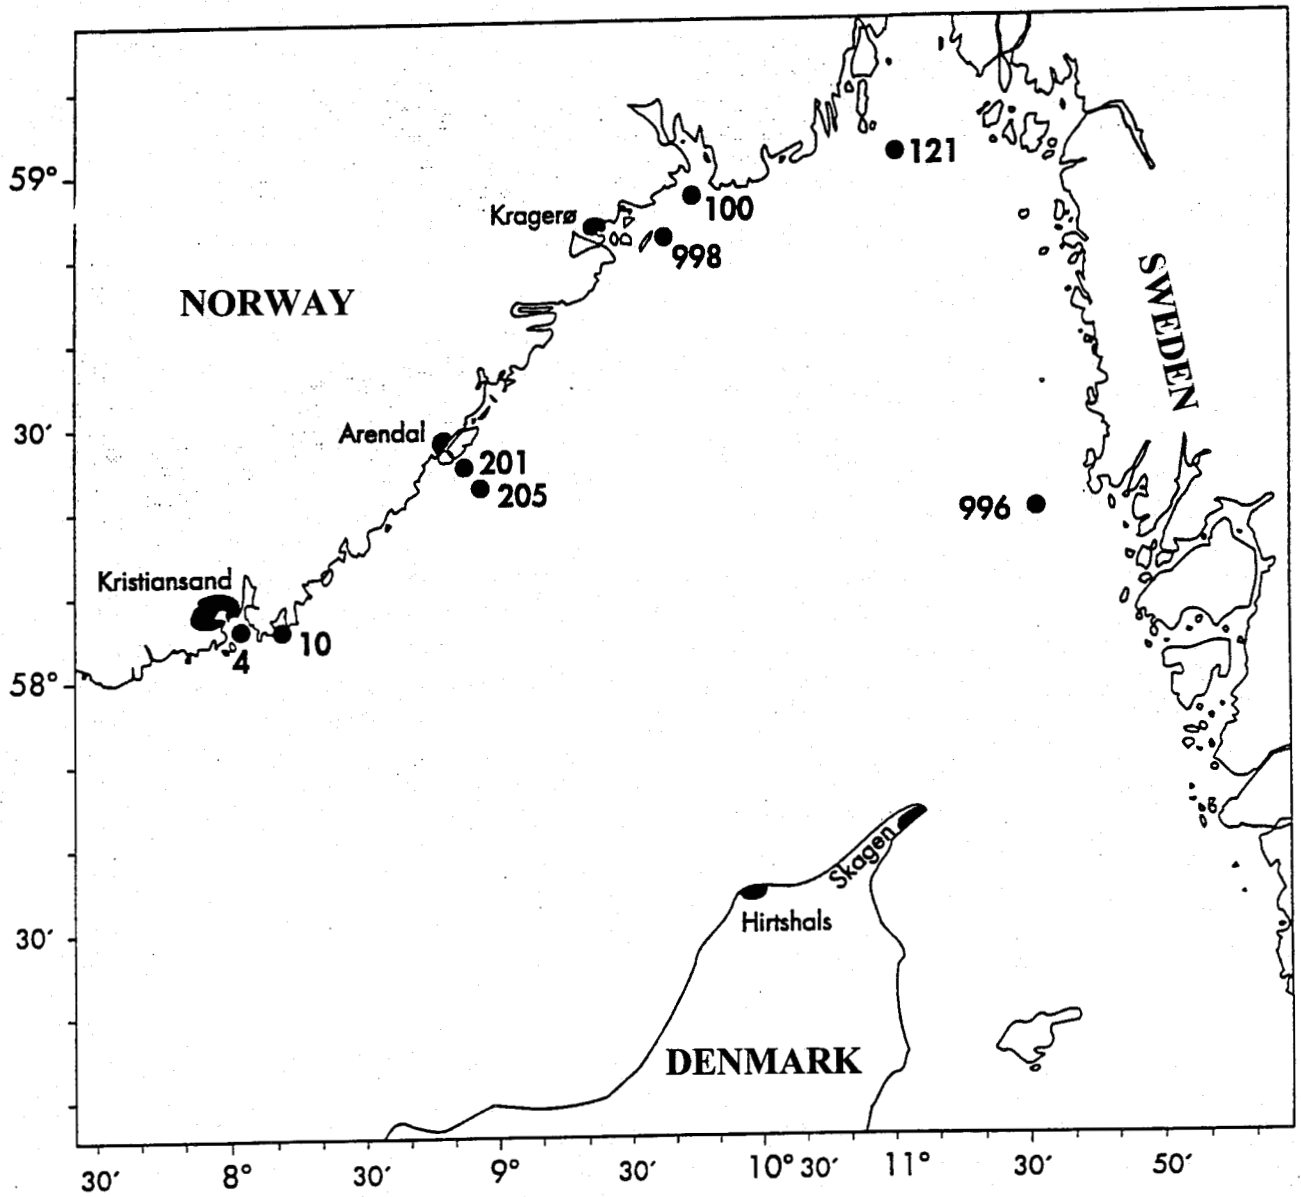 59°
121
100
Kragerø
998
NORWAY
SWEDEN
Arendal
30′
201
205
996
Kristiansand
10
4
58°
Skagen
Hirtshals
30′
DENMARK
30′ 8° 30′ 9° 30′ 10° 30′ 11° 30′ 50′